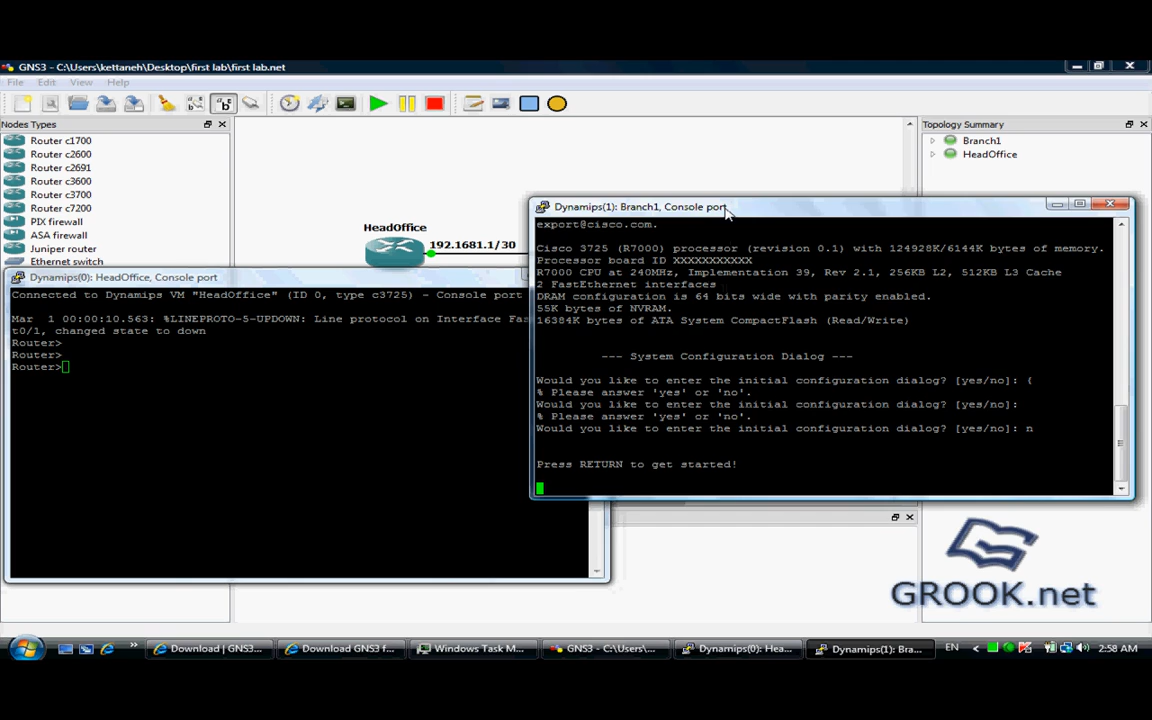 GNS3 - C:\Users\kettaneh\Desktop\first lab\first lab.net
File Edit View Help
Nodes Types
Router c1700
Router c2600
Router c2691
Router c3600
Router c3700
Router c7200
PIX firewall
ASA firewall
Juniper router
Ethernet switch
Topology Summary
Branch1
HeadOffice
HeadOffice
192.1681.1/30
Dynamips(0): HeadOffice, Console port
Connected to Dynamips VM "HeadOffice" (ID 0, type c3725) - Console port
Mar  1 00:00:10.563: %LINEPROTO-5-UPDOWN: Line protocol on Interface Fas
t0/1, changed state to down
Router>
Router>
Router>
Dynamips(1): Branch1, Console port
export@cisco.com.
Cisco 3725 (R7000) processor (revision 0.1) with 124928K/6144K bytes of memory.
Processor board ID XXXXXXXXXXX
R7000 CPU at 240MHz, Implementation 39, Rev 2.1, 256KB L2, 512KB L3 Cache
2 FastEthernet interfaces
DRAM configuration is 64 bits wide with parity enabled.
55K bytes of NVRAM.
16384K bytes of ATA System CompactFlash (Read/Write)
--- System Configuration Dialog ---
Would you like to enter the initial configuration dialog? [yes/no]: (
% Please answer 'yes' or 'no'.
Would you like to enter the initial configuration dialog? [yes/no]:
% Please answer 'yes' or 'no'.
Would you like to enter the initial configuration dialog? [yes/no]: n
Press RETURN to get started!
GROOK.net
Download | GNS3...
Download GNS3 f...
Windows Task M...
GNS3 - C:\Users\...
Dynamips(0): Hea...
Dynamips(1): Bra...
EN
2:58 AM